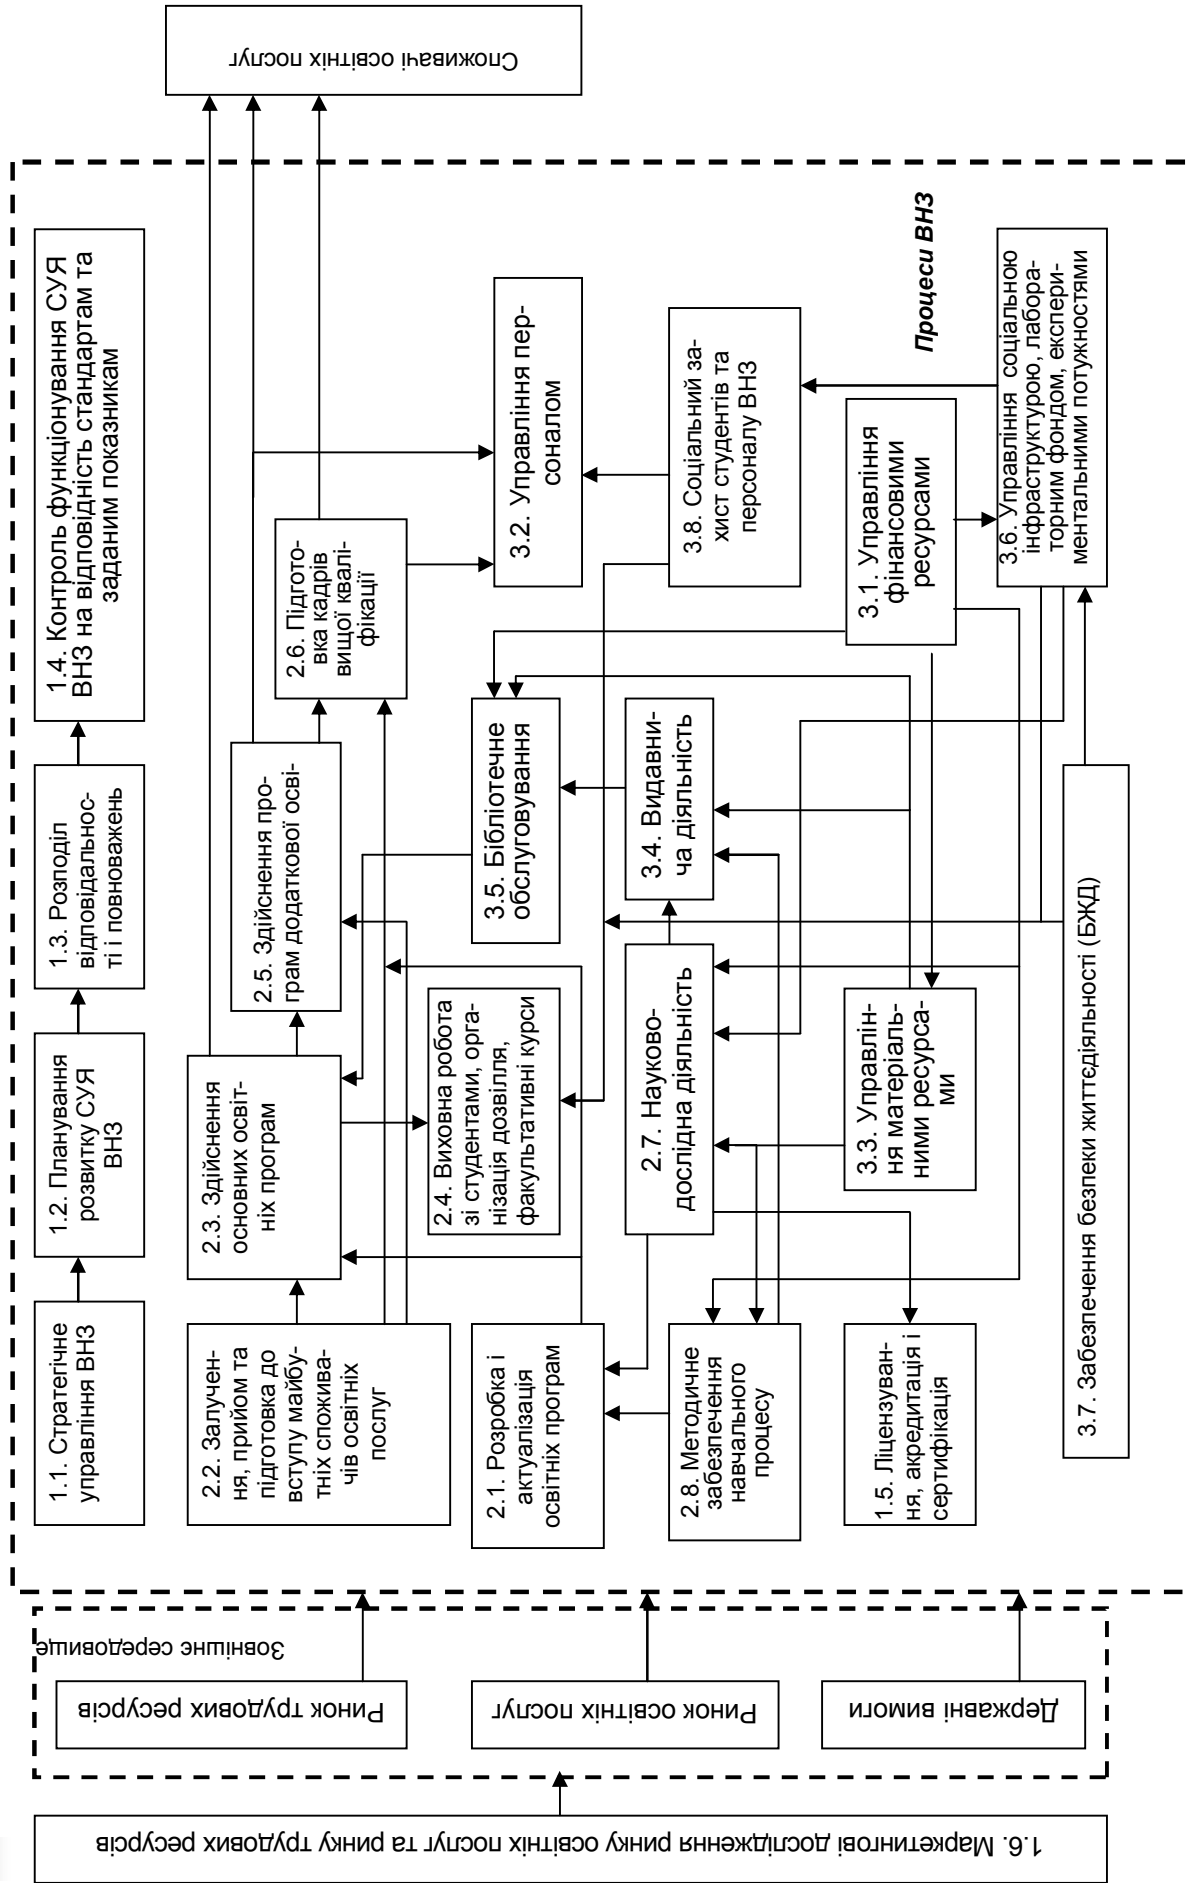 1.6. Маркетингові дослідження ринку освітніх послуг та ринку трудових ресурсів
Зовнішнє середовище
Ринок трудових ресурсів
Ринок освітніх послуг
Державні вимоги
1.1. Стратегічне
управління ВНЗ
1.2. Планування
розвитку СУЯ
ВНЗ
1.3. Розподіл
відповідальнос-
ті і повноважень
1.4. Контроль функціонування СУЯ
ВНЗ на відповідність стандартам та
заданим показникам
2.2. Залучен-
ня, прийом та
підготовка до
вступу майбу-
тніх спожива-
чів освітніх
послуг
2.3. Здійснення
основних освіт-
ніх програм
2.5. Здійснення про-
грам додаткової осві-
2.6. Підгото-
вка кадрів
вищої квалі-
фікації
2.4. Виховна робота
зі студентами, орга-
нізація дозвілля,
факультативні курси
2.1. Розробка і
актуалізація
освітніх програм
3.5. Бібліотечне
обслуговування
3.2. Управління пер-
соналом
2.8. Методичне
забезпечення
навчального
процесу
2.7. Науково-
дослідна діяльність
3.4. Видавни-
ча діяльність
3.8. Соціальний за-
хист студентів та
персоналу ВНЗ
1.5. Ліцензуван-
ня, акредитація і
сертифікація
3.3. Управлін-
ня матеріаль-
ними ресурса-
ми
3.1. Управління
фінансовими
ресурсами
Процеси ВНЗ
3.7. Забезпечення безпеки життєдіяльності (БЖД)
3.6. Управління соціальною
інфраструктурою, лабора-
торним фондом, експери-
ментальними потужностями
Споживачі освітніх послуг